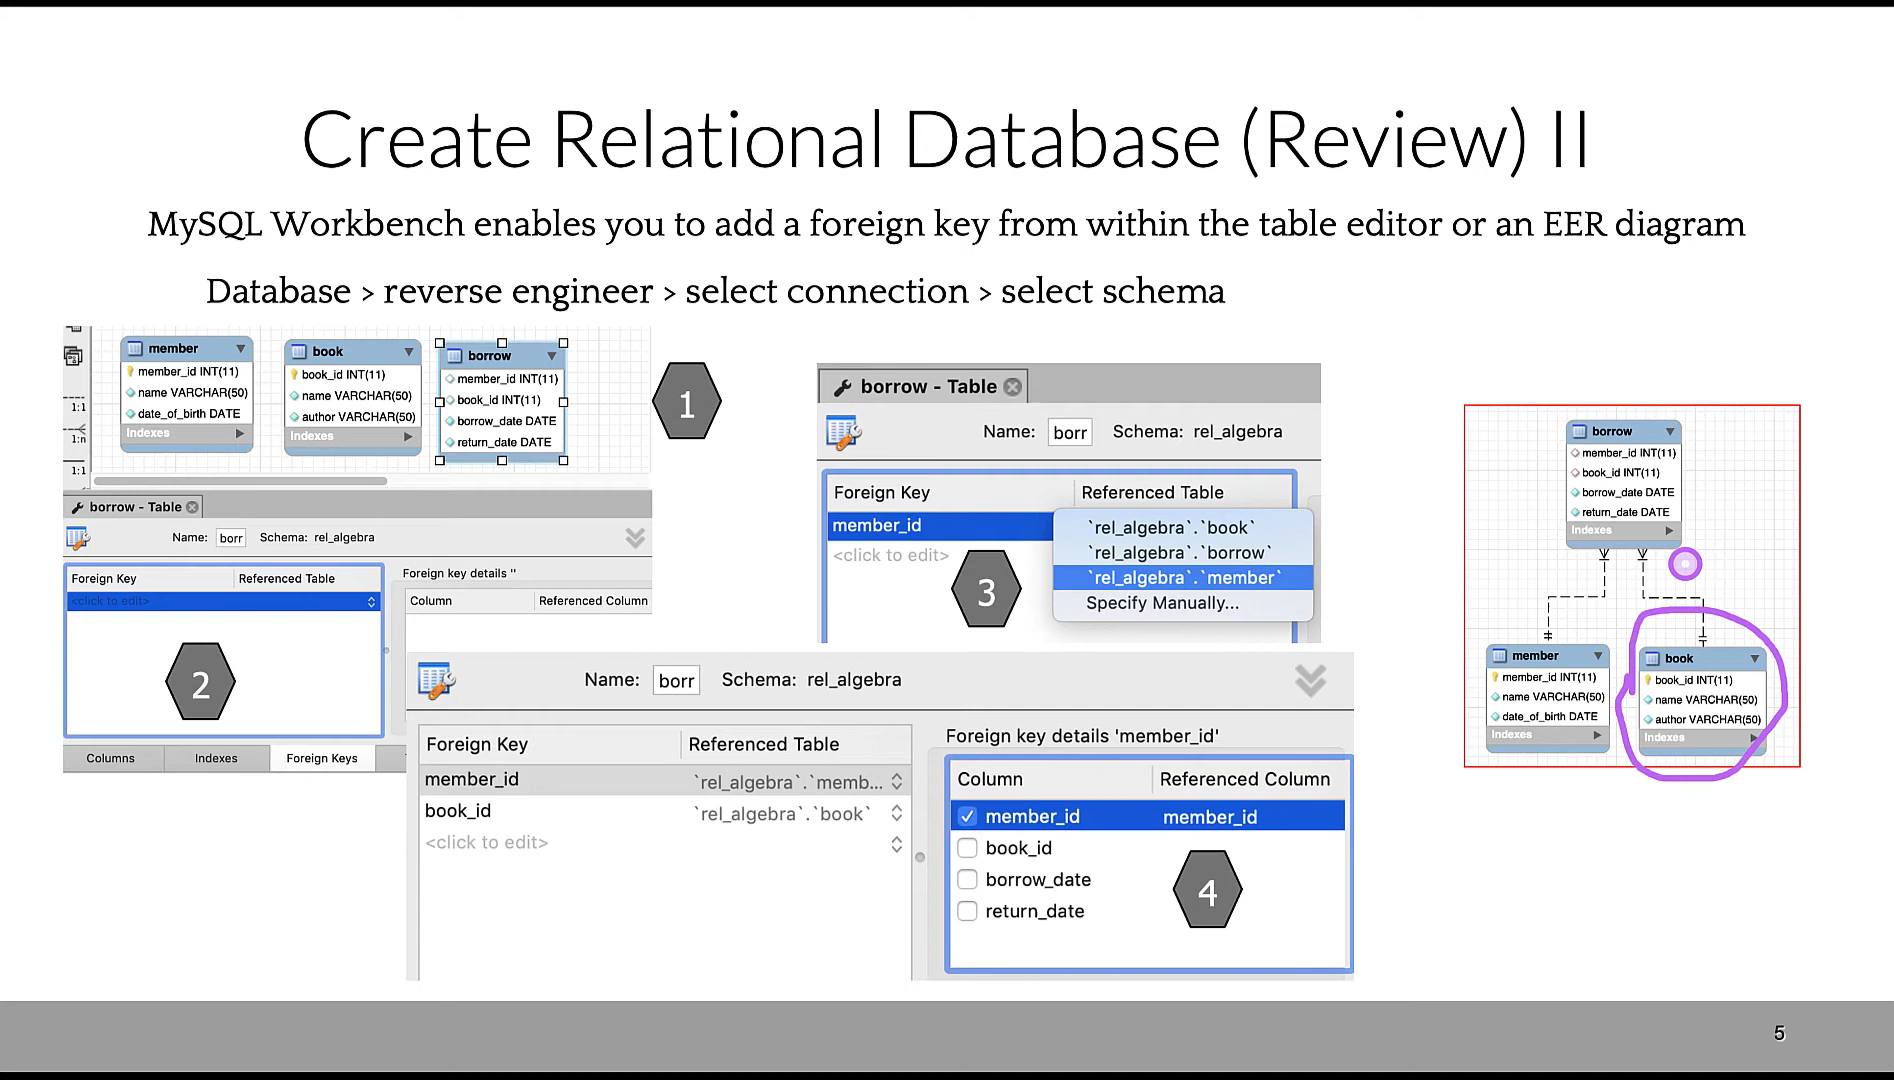 Create Relational Database (Review) II
MySQL Workbench enables you to add a foreign key from within the table editor or an EER diagram
Database > reverse engineer > select connection > select schema
1:1
1:n
1:1
member
member_id INT(11)
name VARCHAR(50)
date_of_birth DATE
Indexes
book
book_id INT(11)
name VARCHAR(50)
author VARCHAR(50)
Indexes
borrow
member_id INT(11)
book_id INT(11)
borrow_date DATE
return_date DATE
1
borrow - Table
Name: borr Schema: rel_algebra
Foreign Key Referenced Table
<click to edit>
Foreign key details ''
Column Referenced Column
2
Columns Indexes Foreign Keys
borrow - Table
Name: borr Schema: rel_algebra
Foreign Key Referenced Table
member_id
<click to edit>
`rel_algebra`.`book`
`rel_algebra`.`borrow`
`rel_algebra`.`member`
Specify Manually...
3
Name: borr Schema: rel_algebra
Foreign Key Referenced Table
member_id `rel_algebra`.`memb...
book_id `rel_algebra`.`book`
<click to edit>
Foreign key details 'member_id'
Column Referenced Column
member_id member_id
book_id
borrow_date
return_date
4
borrow
member_id INT(11)
book_id INT(11)
borrow_date DATE
return_date DATE
Indexes
member
member_id INT(11)
name VARCHAR(50)
date_of_birth DATE
Indexes
book
book_id INT(11)
name VARCHAR(50)
author VARCHAR(50)
Indexes
5